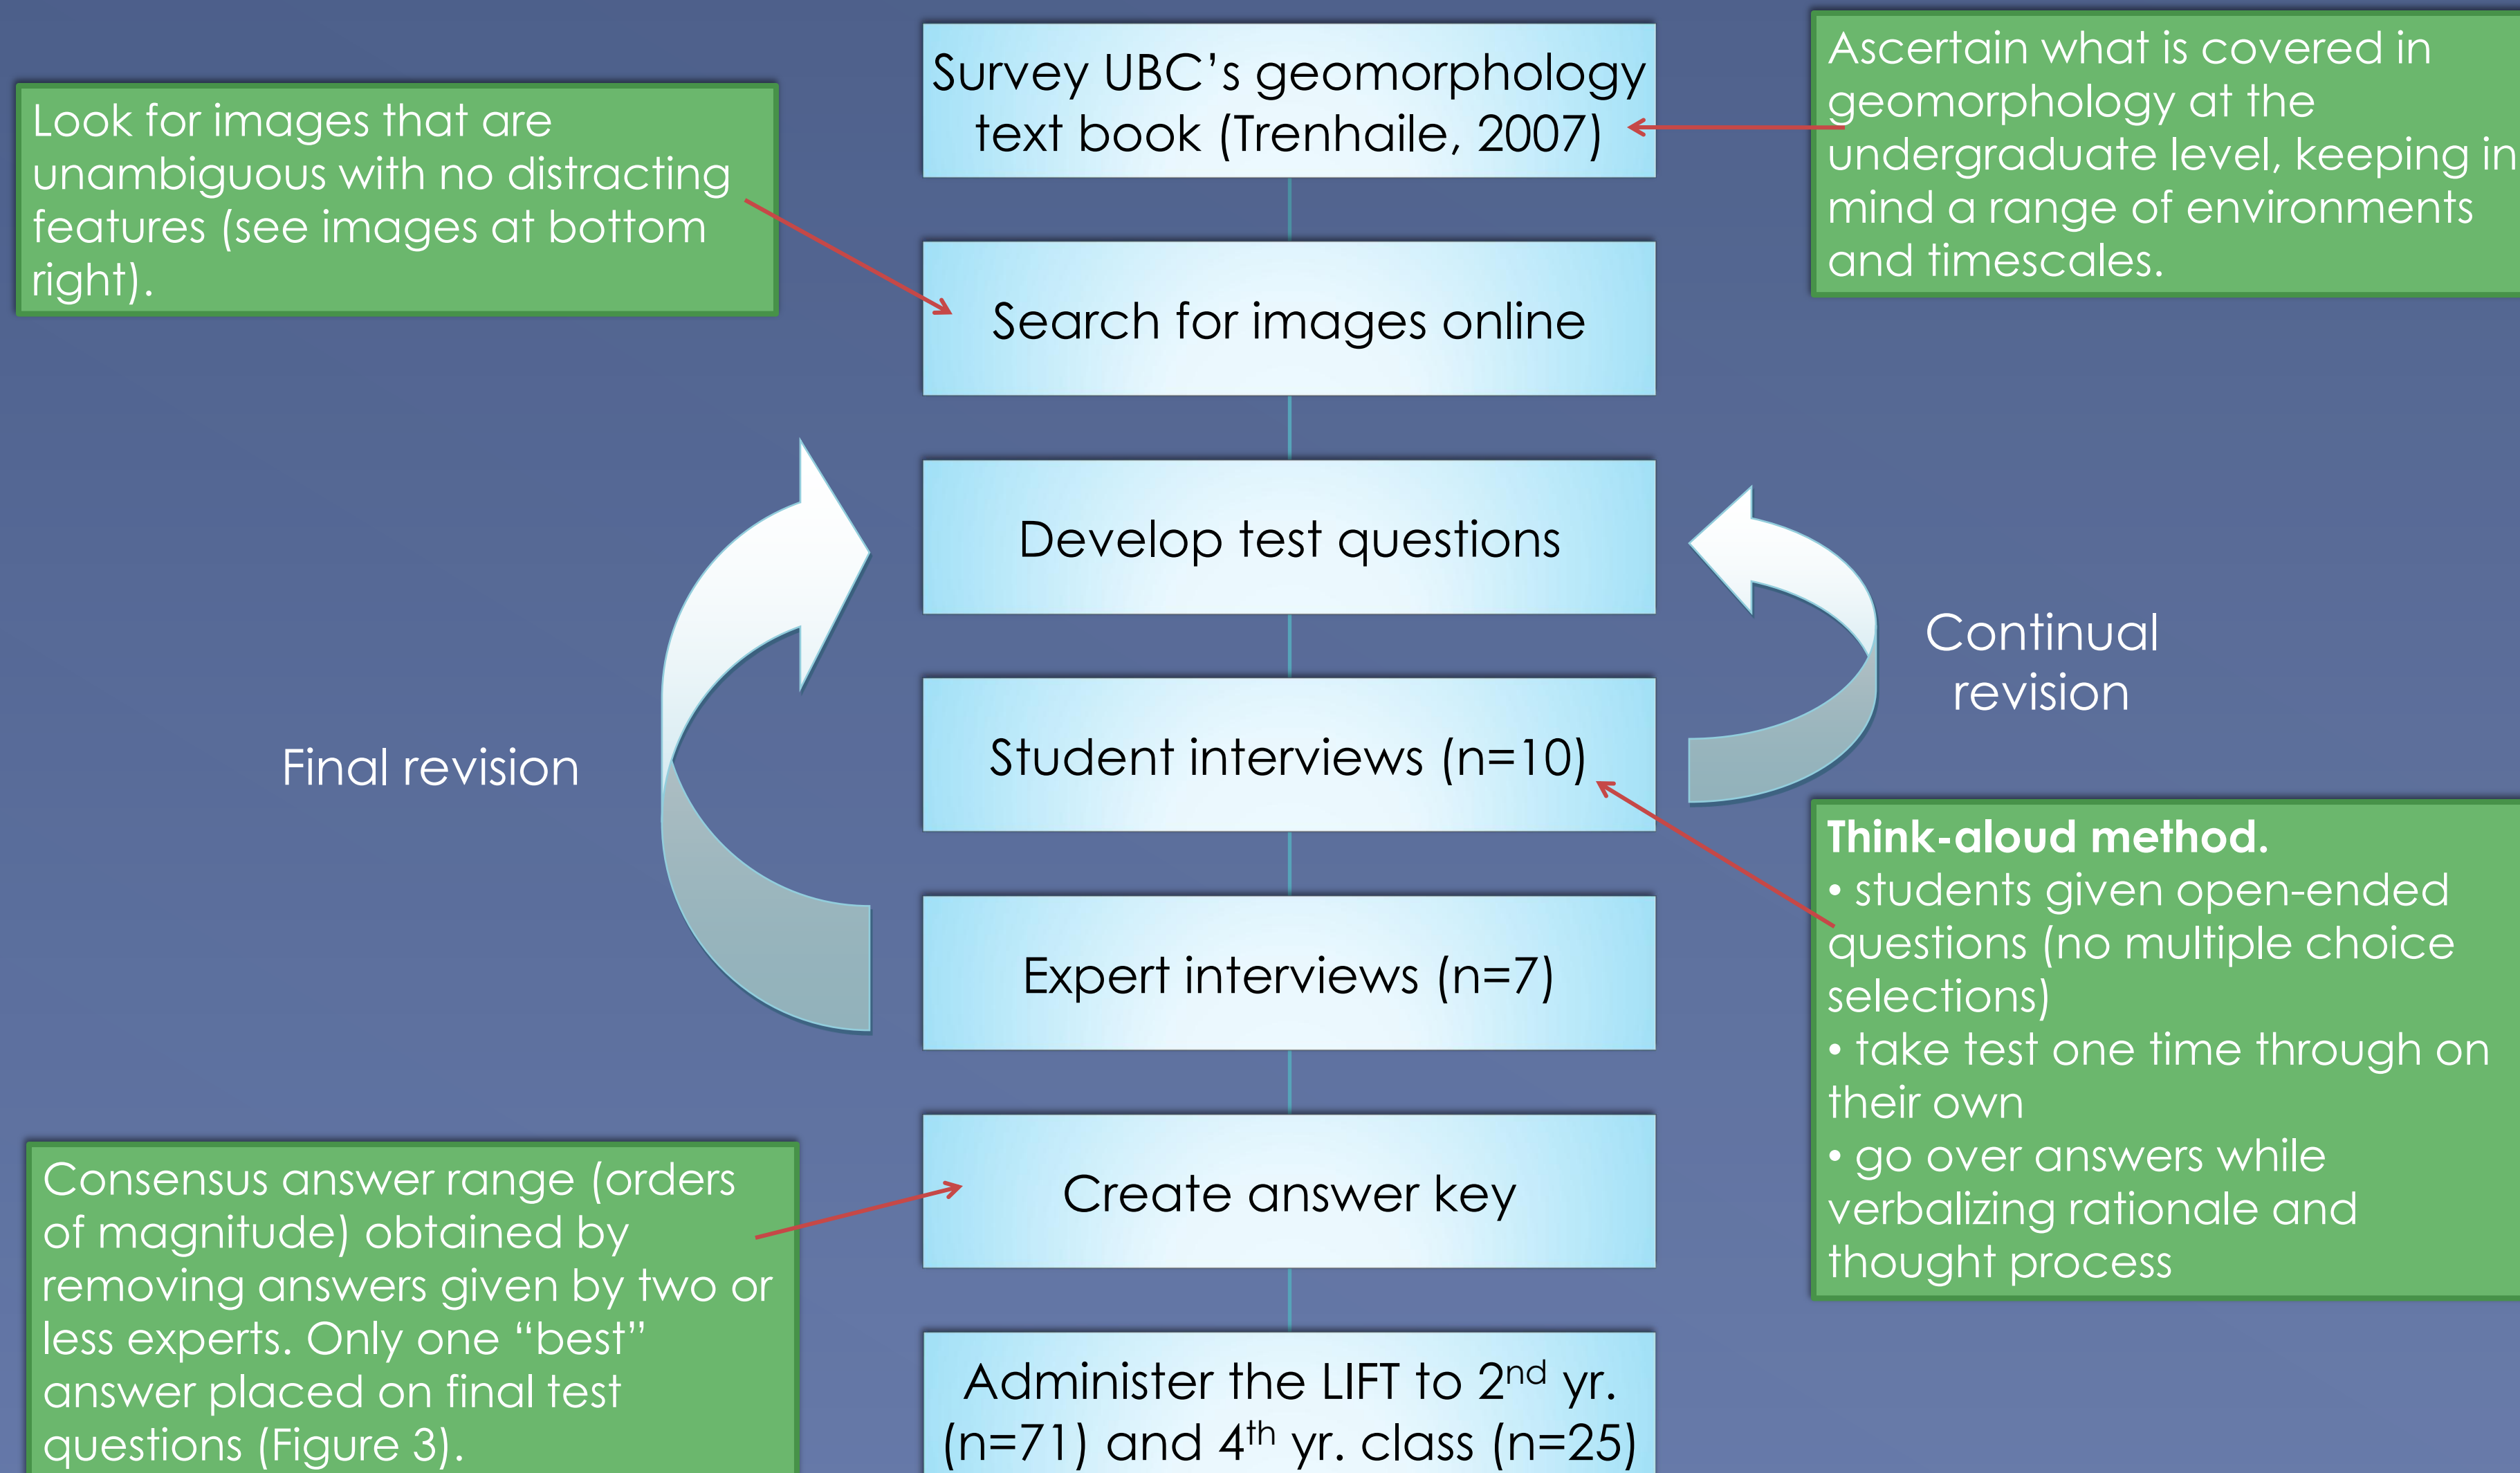 Survey UBC’s geomorphology
text book (Trenhaile, 2007)
Ascertain what is covered in
geomorphology at the
undergraduate level, keeping in
mind a range of environments
and timescales.
Look for images that are
unambiguous with no distracting
features (see images at bottom
right).
Search for images online
Develop test questions
Continual
revision
Student interviews (n=10)
Final revision
Think-aloud method.
• students given open-ended
questions (no multiple choice
selections)
• take test one time through on
their own
• go over answers while
verbalizing rationale and
thought process
Expert interviews (n=7)
Create answer key
Consensus answer range (orders
of magnitude) obtained by
removing answers given by two or
less experts. Only one “best”
answer placed on final test
questions (Figure 3).
Administer the LIFT to 2nd yr.
(n=71) and 4th yr. class (n=25)